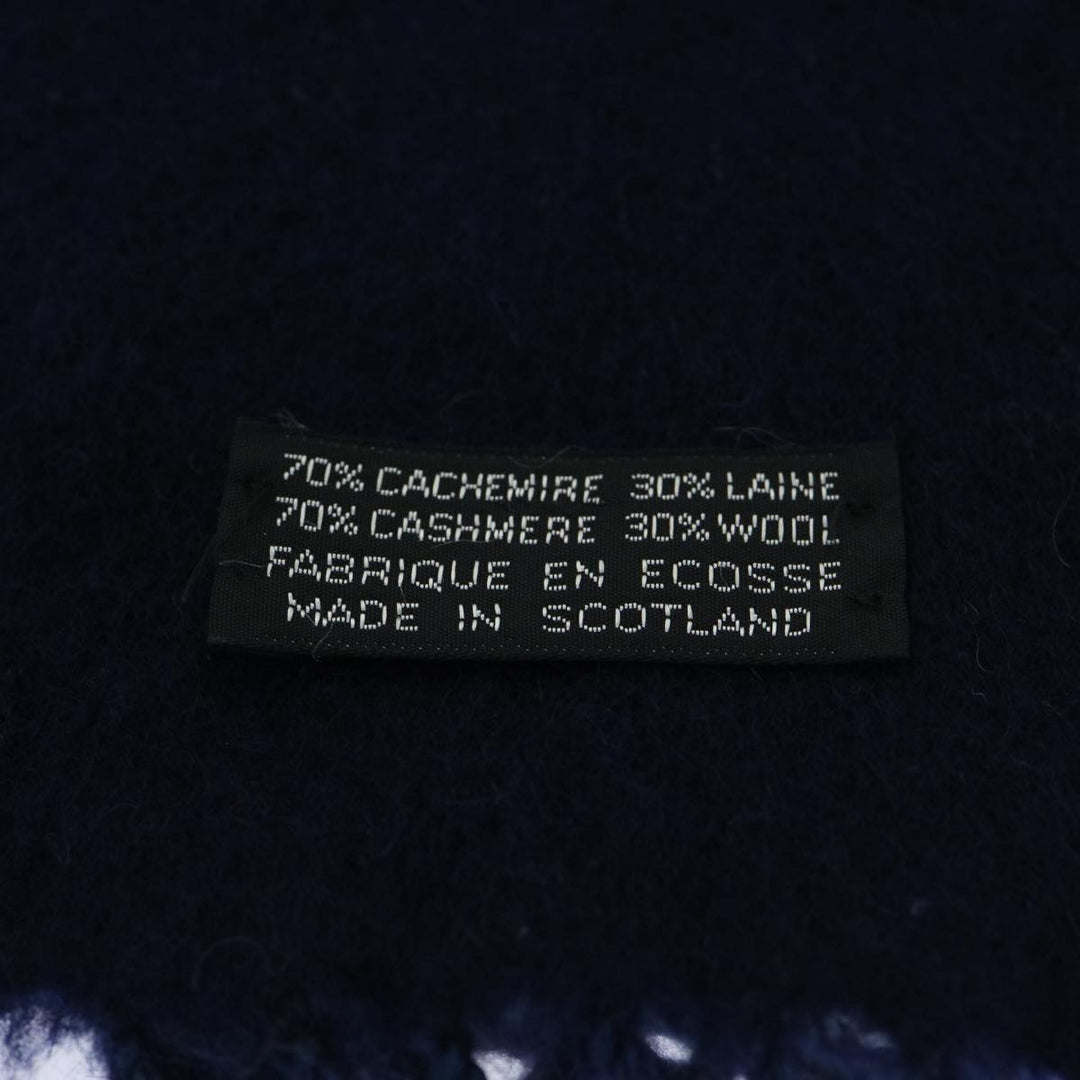 70% CACHEMIRE 30% LAINE
70% CASHMERE 30% WOOL
FABRIQUE EN ECOSSE
MADE IN SCOTLAND